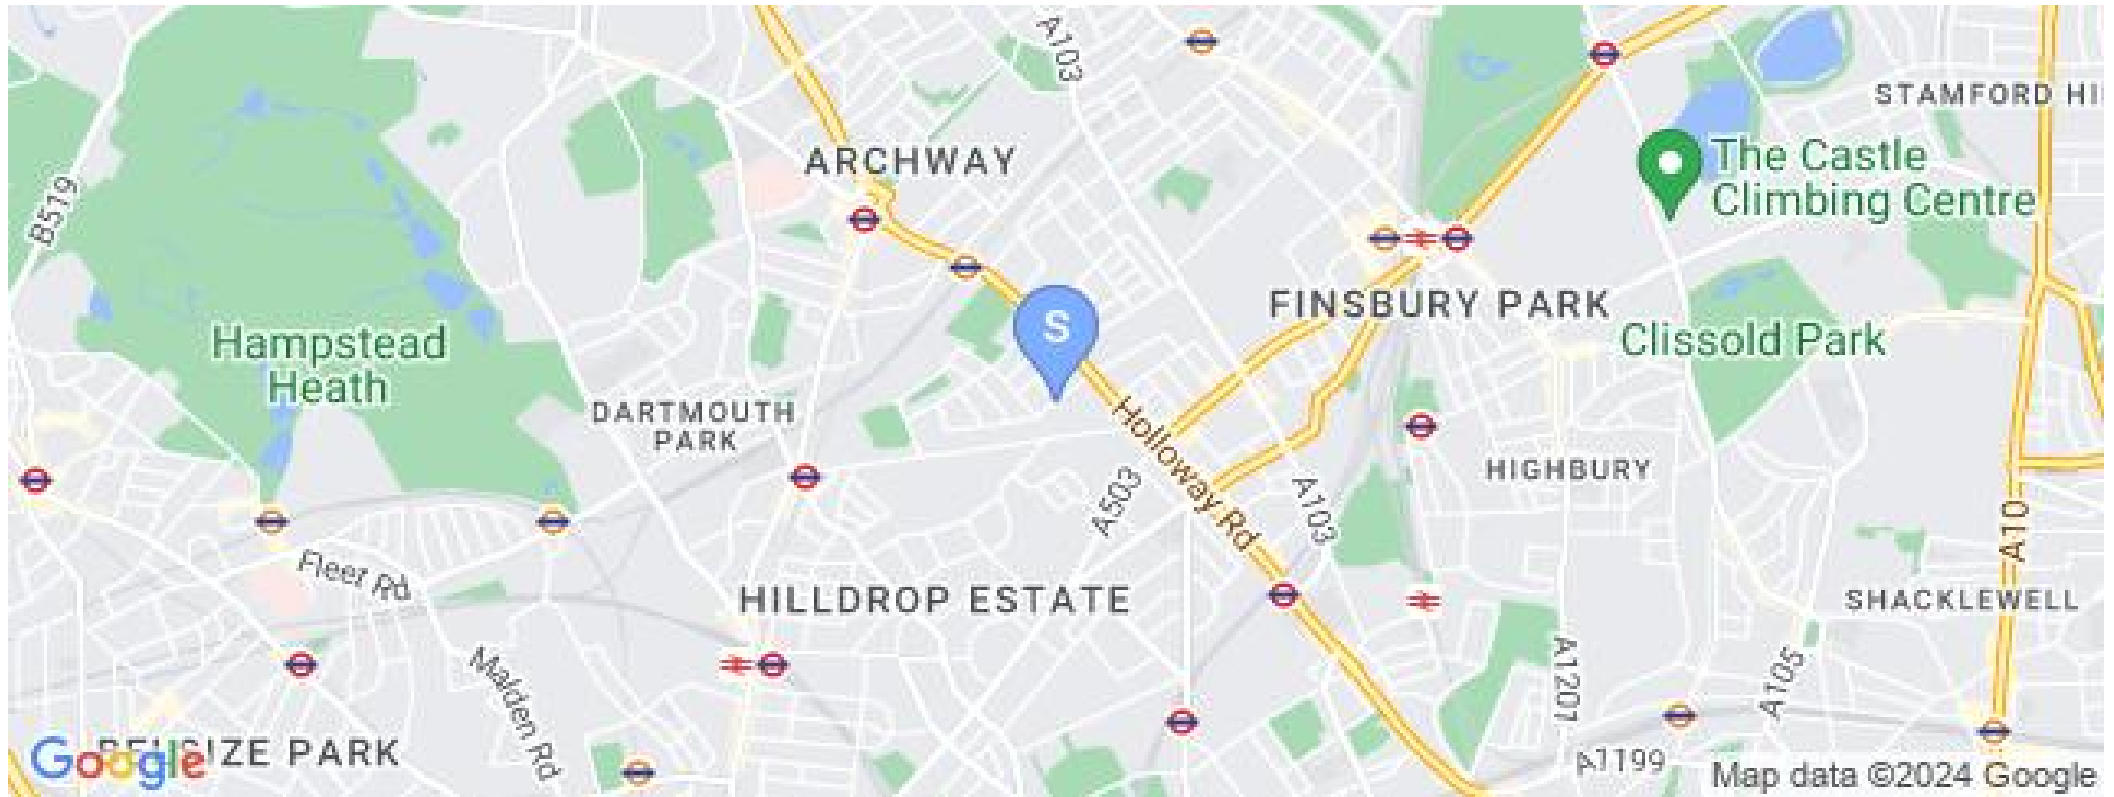 A103
STAMFORD HI
ARCHWAY
The Castle
Climbing Centre
B519
S
FINSBURY PARK
Hampstead
Heath
Clissold Park
DARTMOUTH
PARK
Holloway Rd
HIGHBURY
A503
A103
A10
Fleet Rd
HILLDROP ESTATE
SHACKLEWELL
Malden Rd
A1201
A105
BELSIZE PARK
Google
A1199
Map data ©2024 Google